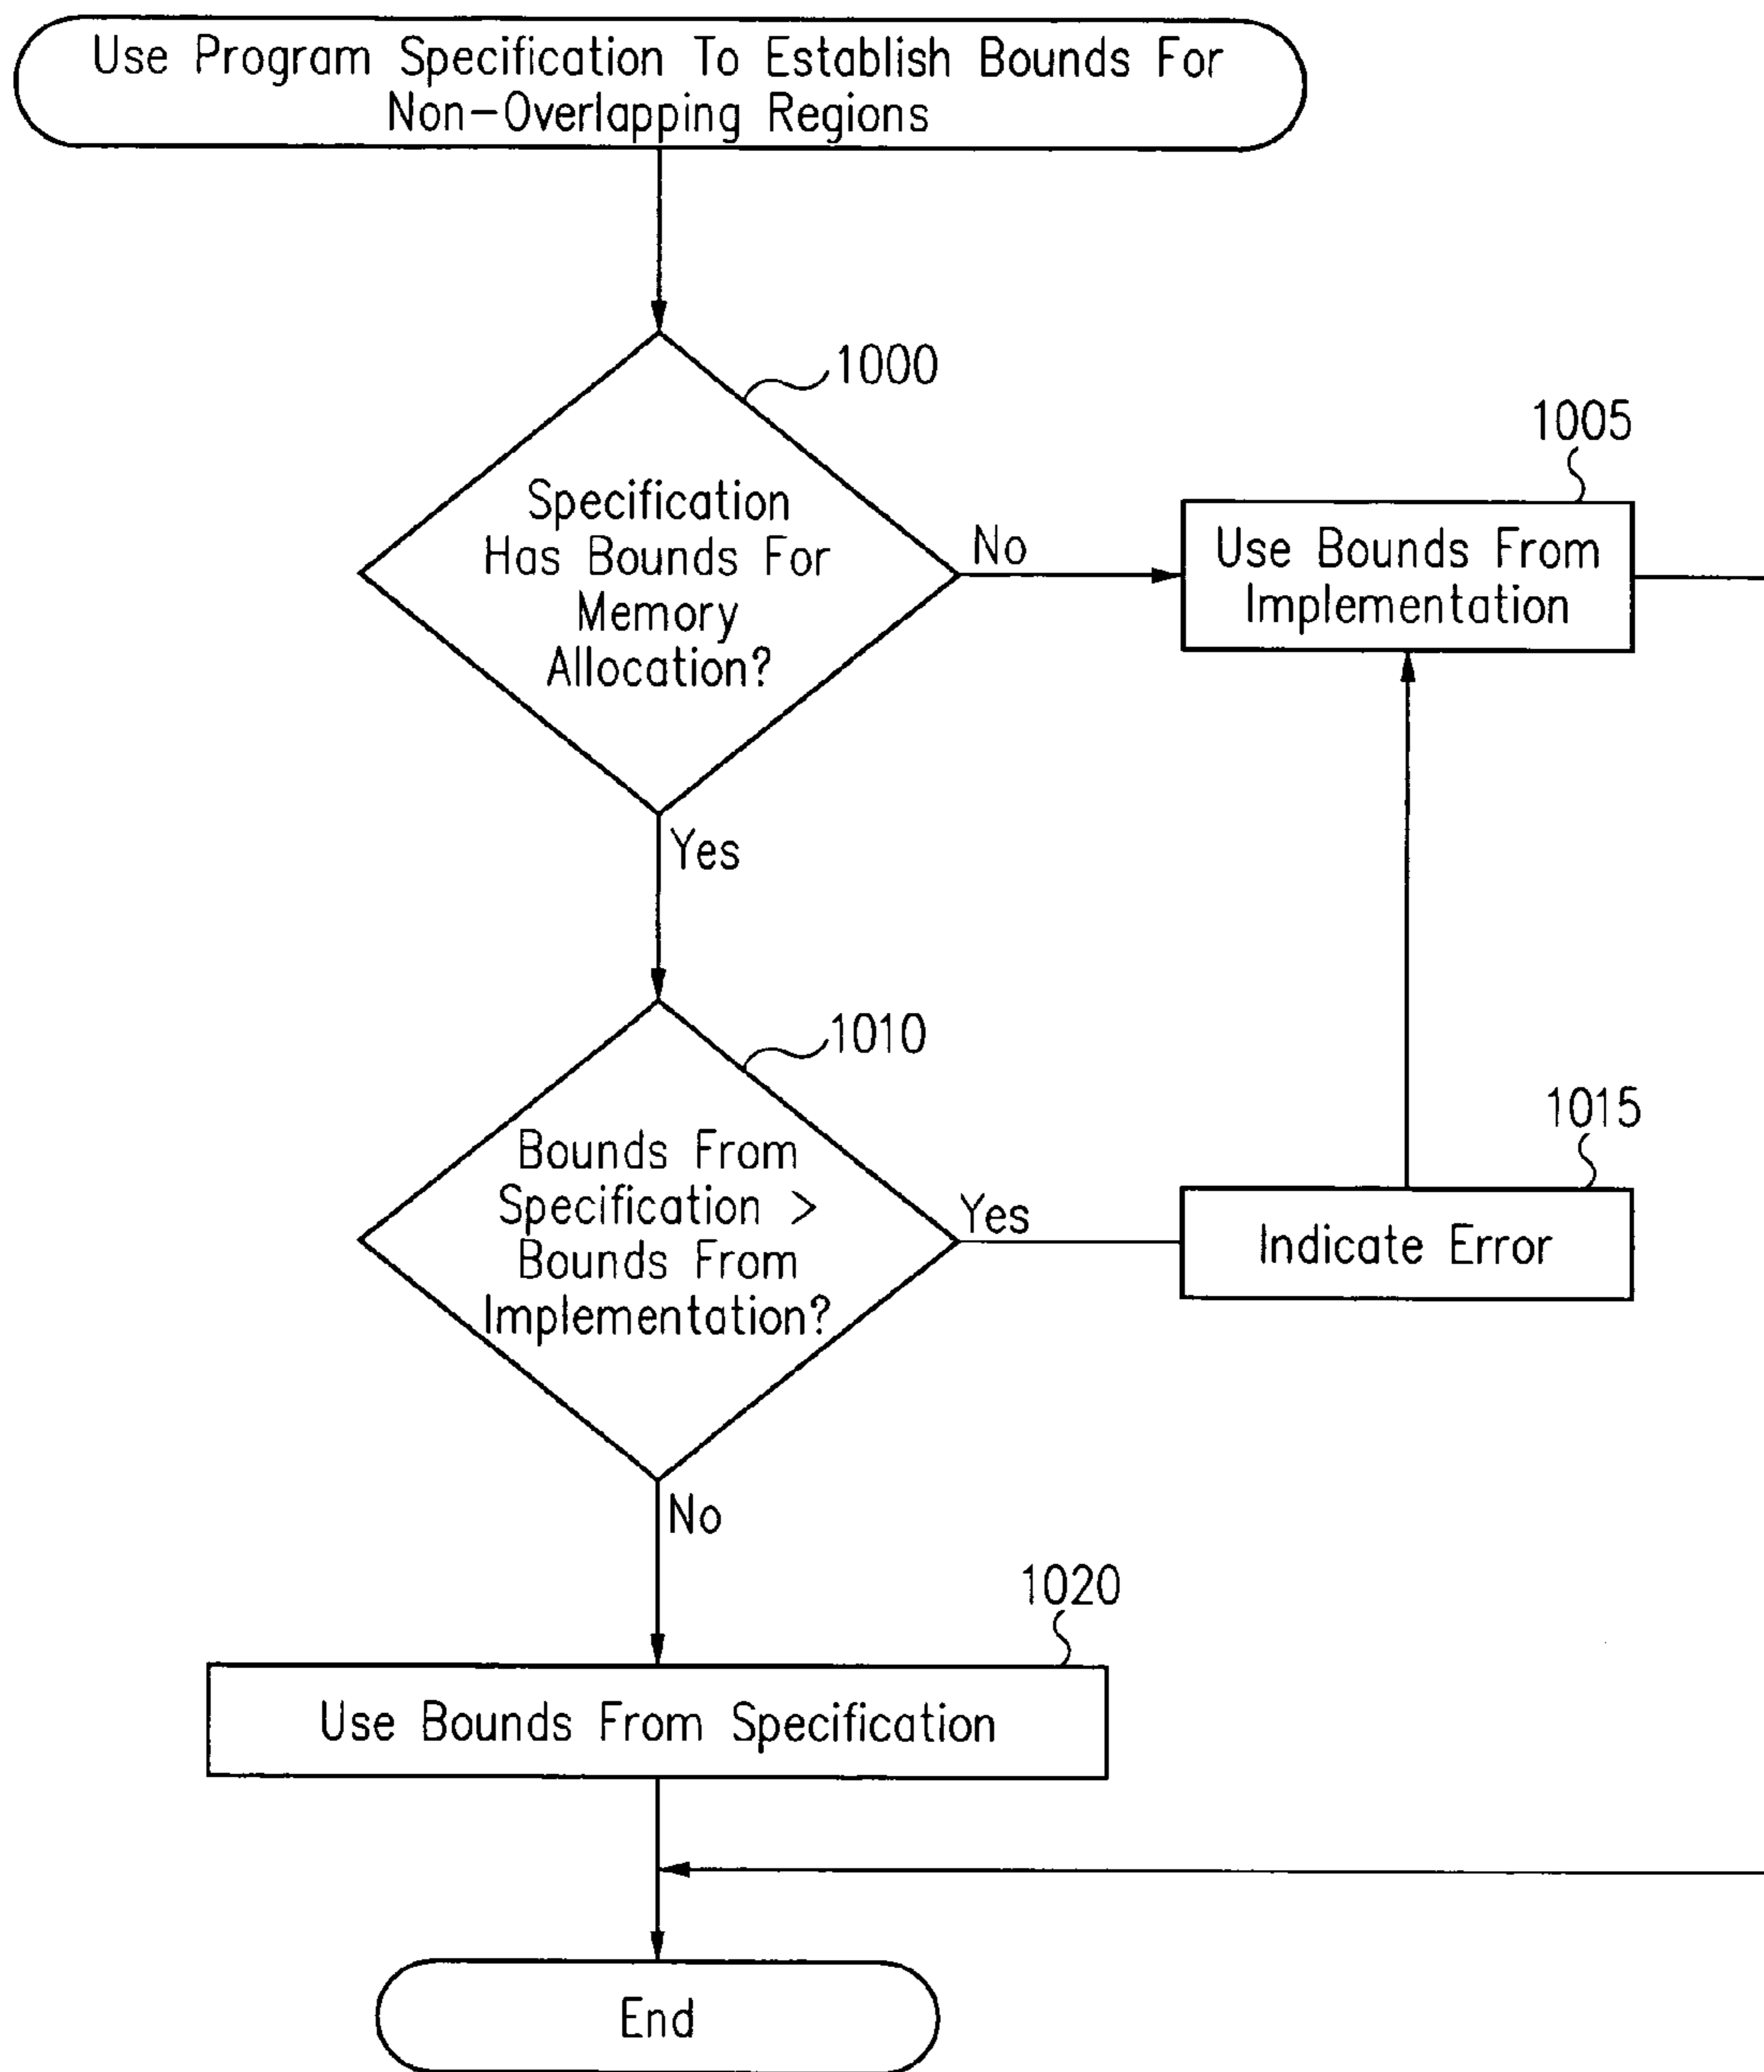 Use Program Specification To Establish Bounds For
Non-Overlapping Regions
1000
Specification
Has Bounds For
Memory
Allocation?
No
1005
Use Bounds From
Implementation
Yes
1010
Bounds From
Specification >
Bounds From
Implementation?
Yes
1015
Indicate Error
No
1020
Use Bounds From Specification
End